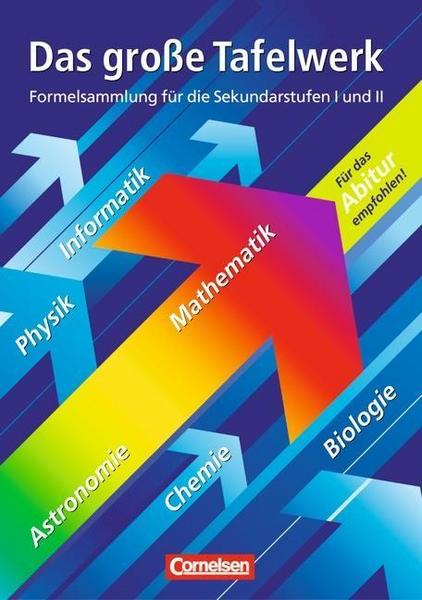 Das große Tafelwerk
Formelsammlung für die Sekundarstufen I und II
Für das
Abitur
empfohlen!
Informatik
Mathematik
Physik
Biologie
Astronomie
Chemie
Cornelsen